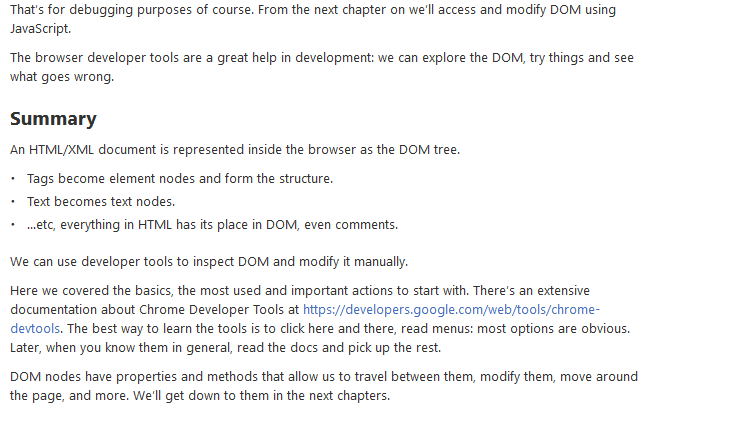 That's for debugging purposes of course. From the next chapter on we'll access and modify DOM using
JavaScript.
The browser developer tools are a great help in development: we can explore the DOM, try things and see
what goes wrong.
Summary
An HTML/XML document is represented inside the browser as the DOM tree.
• Tags become element nodes and form the structure.
• Text becomes text nodes.
• …etc, everything in HTML has its place in DOM, even comments.
We can use developer tools to inspect DOM and modify it manually.
Here we covered the basics, the most used and important actions to start with. There's an extensive
documentation about Chrome Developer Tools at https://developers.google.com/web/tools/chrome-
devtools. The best way to learn the tools is to click here and there, read menus: most options are obvious.
Later, when you know them in general, read the docs and pick up the rest.
DOM nodes have properties and methods that allow us to travel between them, modify them, move around
the page, and more. We'll get down to them in the next chapters.